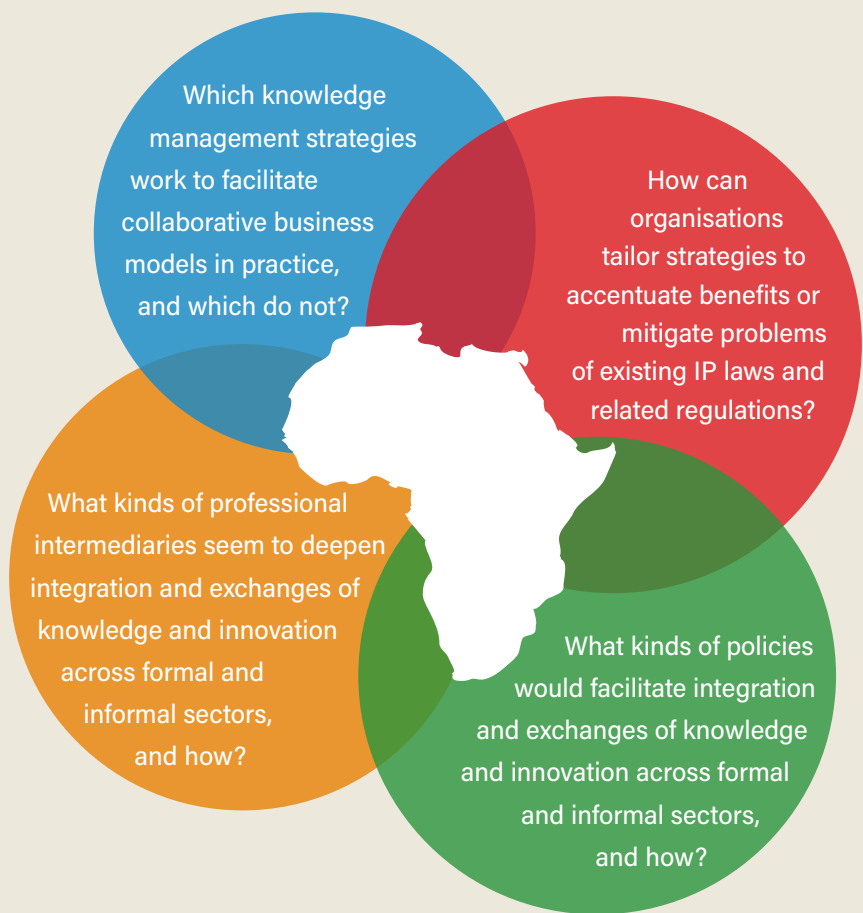 Which knowledge
management strategies
work to facilitate
collaborative business
models in practice,
and which do not?
How can
organisations
tailor strategies to
accentuate benefits or
mitigate problems
of existing IP laws and
related regulations?
What kinds of professional
intermediaries seem to deepen
integration and exchanges of
knowledge and innovation
across formal and
informal sectors,
and how?
What kinds of policies
would facilitate integration
and exchanges of knowledge
and innovation across formal
and informal sectors,
and how?